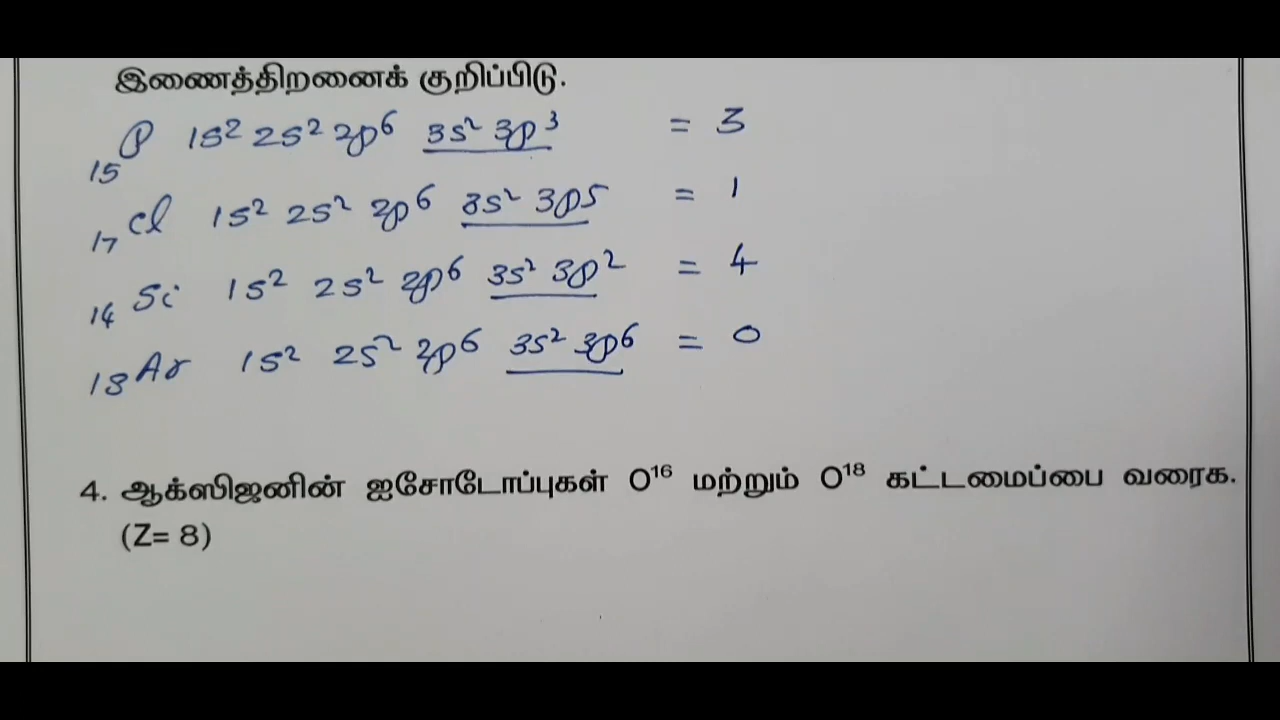 இணைத்திறனைக் குறிப்பிடு.
15P 1s² 2s² 2p⁶ 3s² 3p³ = 3
17Cl 1s² 2s² 2p⁶ 3s² 3p⁵ = 1
14Si 1s² 2s² 2p⁶ 3s² 3p² = 4
18Ar 1s² 2s² 2p⁶ 3s² 3p⁶ = 0
4. ஆக்ஸிஜனின் ஐசோடோப்புகள் O¹⁶ மற்றும் O¹⁸ கட்டமைப்பை வரைக.
(Z= 8)